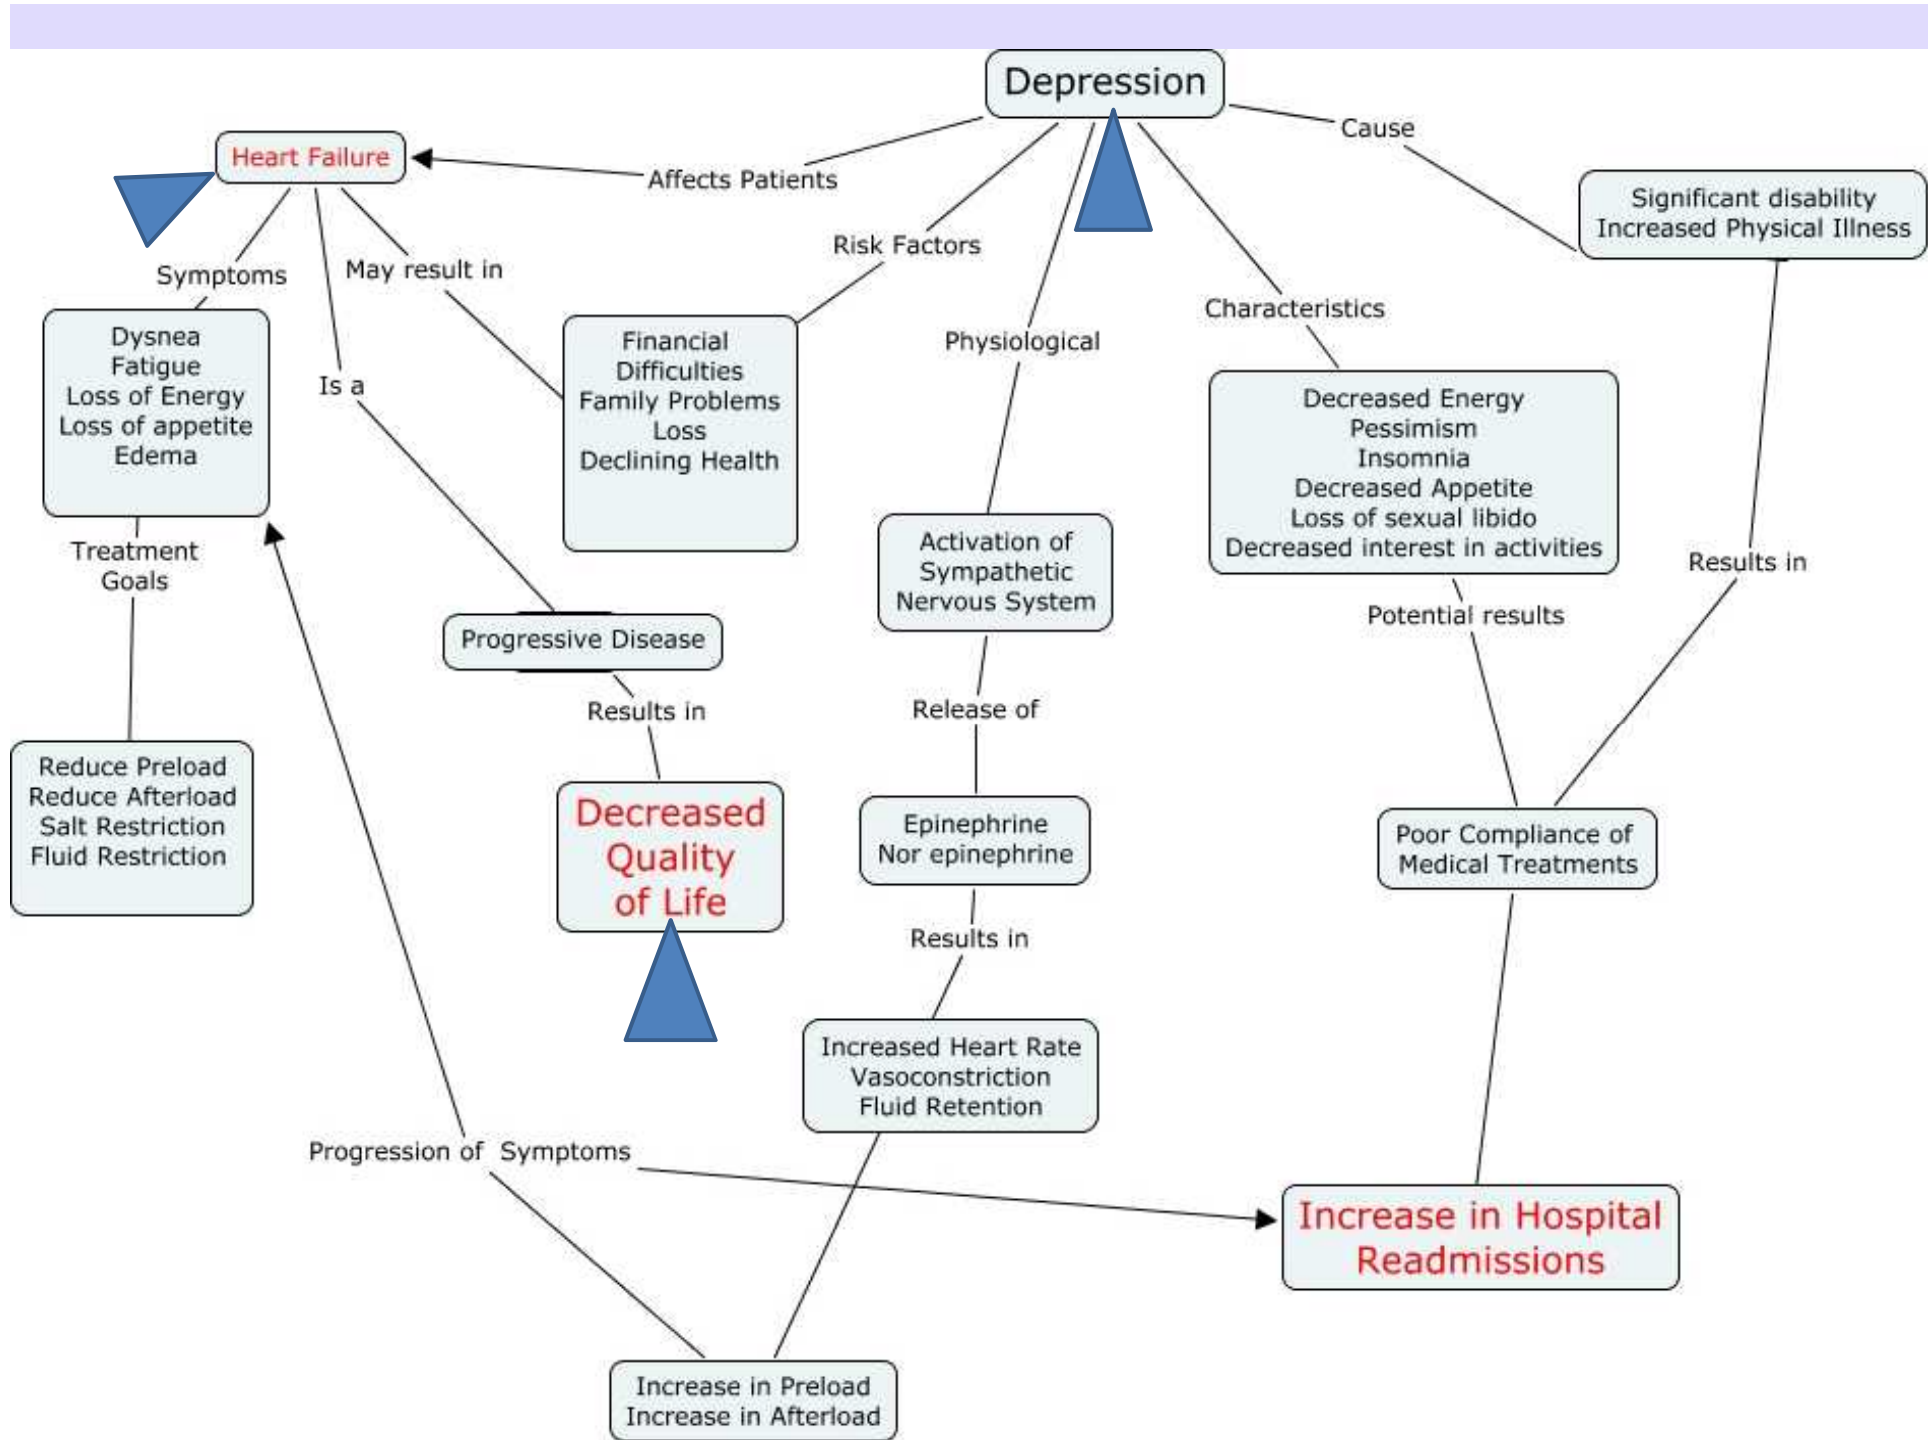 Depression
Cause
Heart Failure
Affects Patients
Significant disability
Increased Physical Illness
Risk Factors
Symptoms
May result in
Characteristics
Physiological
Is a
Dysnea
Fatigue
Loss of Energy
Loss of appetite
Edema
Financial
Difficulties
Family Problems
Loss
Declining Health
Decreased Energy
Pessimism
Insomnia
Decreased Appetite
Loss of sexual libido
Decreased interest in activities
Treatment
Goals
Activation of
Sympathetic
Nervous System
Results in
Potential results
Progressive Disease
Results in
Release of
Reduce Preload
Reduce Afterload
Salt Restriction
Fluid Restriction
Decreased
Quality
of Life
Epinephrine
Nor epinephrine
Poor Compliance of
Medical Treatments
Results in
Increased Heart Rate
Vasoconstriction
Fluid Retention
Progression of  Symptoms
Increase in Hospital
Readmissions
Increase in Preload
Increase in Afterload